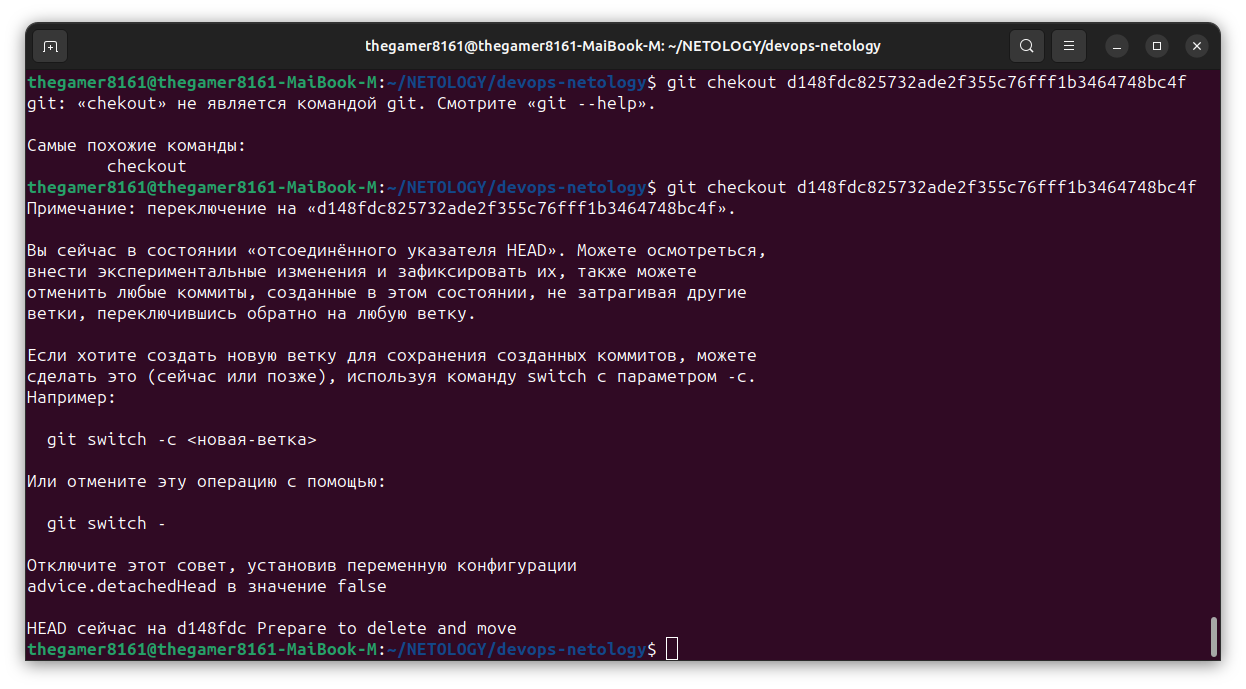 thegamer8161@thegamer8161-MaiBook-M: ~/NETOLOGY/devops-netology
thegamer8161@thegamer8161-MaiBook-M:~/NETOLOGY/devops-netology$ git chekout d148fdc825732ade2f355c76fff1b3464748bc4f
git: «chekout» не является командой git. Смотрите «git --help».
Самые похожие команды:
checkout
thegamer8161@thegamer8161-MaiBook-M:~/NETOLOGY/devops-netology$ git checkout d148fdc825732ade2f355c76fff1b3464748bc4f
Примечание: переключение на «d148fdc825732ade2f355c76fff1b3464748bc4f».
Вы сейчас в состоянии «отсоединённого указателя HEAD». Можете осмотреться,
внести экспериментальные изменения и зафиксировать их, также можете
отменить любые коммиты, созданные в этом состоянии, не затрагивая другие
ветки, переключившись обратно на любую ветку.
Если хотите создать новую ветку для сохранения созданных коммитов, можете
сделать это (сейчас или позже), используя команду switch с параметром -c.
Например:
git switch -c <новая-ветка>
Или отмените эту операцию с помощью:
git switch -
Отключите этот совет, установив переменную конфигурации
advice.detachedHead в значение false
HEAD сейчас на d148fdc Prepare to delete and move
thegamer8161@thegamer8161-MaiBook-M:~/NETOLOGY/devops-netology$